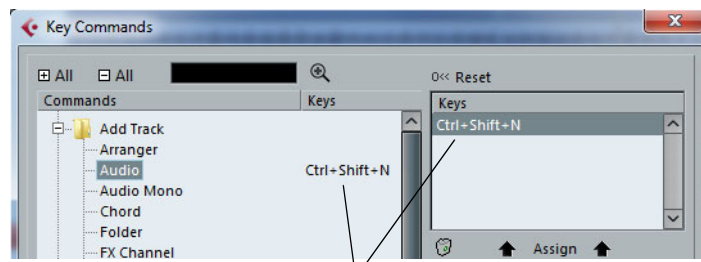 Key Commands
x
All All
0<< Reset
Commands Keys
Keys
Add Track
Ctrl+Shift+N
Arranger
Audio Ctrl+Shift+N
Audio Mono
Chord
Folder
FX Channel
Assign